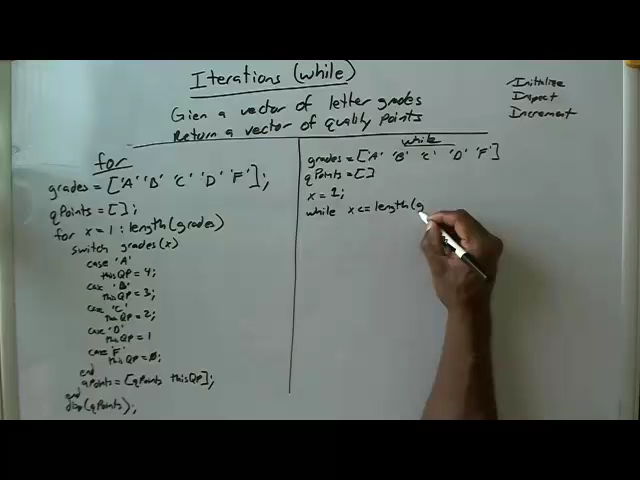 Iterations (while)
Gien a vector of letter grades
Return a vector of quality points
Initialize
Inspect
Increment
for
grades = ['A' 'B' 'C' 'D' 'F'];
qPoints = [];
for x = 1 : length(grades)
switch grades(x)
case 'A'
thisQP = 4;
case 'B'
thisQP = 3;
case 'C'
thisQP = 2;
case 'D'
thisQP = 1
case 'F'
thisQP = 0;
end
qPoints = [qPoints thisQP];
end
disp(qPoints);
while
grades = ['A' 'B' 'C' 'D' 'F']
qPoints = []
x = 1;
while x <= length(g